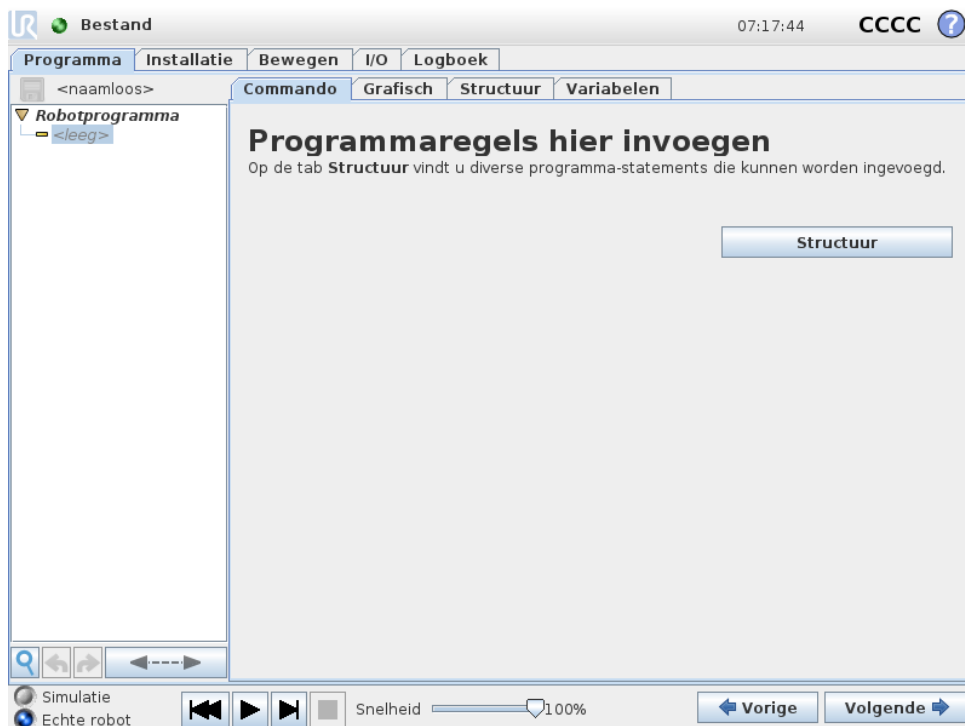 UR Bestand 07:17:44 CCCC ?
Programma Installatie Bewegen I/O Logboek
<naamloos> Commando Grafisch Structuur Variabelen
Robotprogramma
<leeg>
Programmaregels hier invoegen
Op de tab Structuur vindt u diverse programma-statements die kunnen worden ingevoegd.
Structuur
Simulatie
Echte robot
Snelheid 100% Vorige Volgende